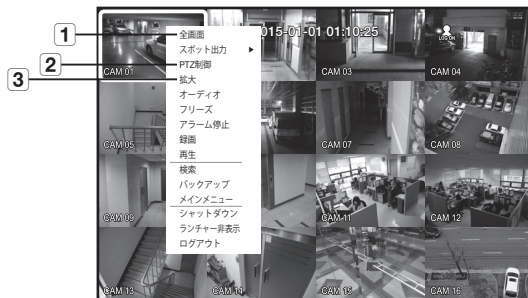 1
2
3
全画面
スポット出力
PTZ制御
拡大
オーディオ
フリーズ
アラーム停止
録画
再生
検索
バックアップ
メインメニュー
シャットダウン
ランチャー非表示
ログアウト
015-01-01 01:10:25
LOG ON
CAM 01
CAM 03
CAM 04
CAM 05
CAM 07
CAM 08
CAM 09
CAM 11
CAM 12
CAM 13
CAM 14
CAM 15
CAM 16